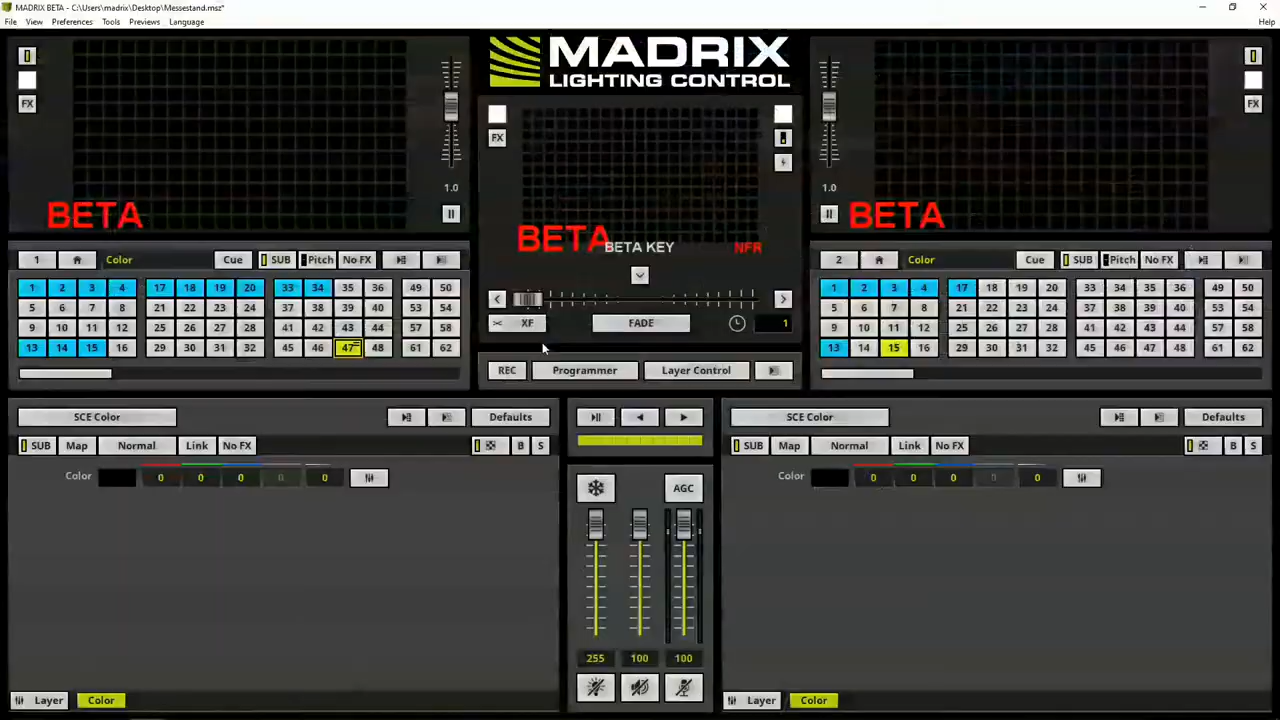 MADRIX BETA - C:\Users\madrix\Desktop\Messestand.msz*
File View Preferences Tools Previews Language Help
MADRIX
LIGHTING CONTROL
FX FX FX
1.0 1.0
BETA BETA BETA
BETA KEY NFR
1 Color Cue SUB Pitch No FX
1 2 3 4 17 18 19 20 33 34 35 36 49 50
5 6 7 8 21 22 23 24 37 38 39 40 53 54
9 10 11 12 25 26 27 28 41 42 43 44 57 58
13 14 15 16 29 30 31 32 45 46 47 48 61 62
XF FADE 1
REC Programmer Layer Control
2 Color Cue SUB Pitch No FX
1 2 3 4 17 18 19 20 33 34 35 36 49 50
5 6 7 8 21 22 23 24 37 38 39 40 53 54
9 10 11 12 25 26 27 28 41 42 43 44 57 58
13 14 15 16 29 30 31 32 45 46 47 48 61 62
SCE Color Defaults
SUB Map Normal Link No FX B S
Color 0 0 0 0 0
AGC
255 100 100
SCE Color Defaults
SUB Map Normal Link No FX B S
Color 0 0 0 0 0
Layer Color
Layer Color